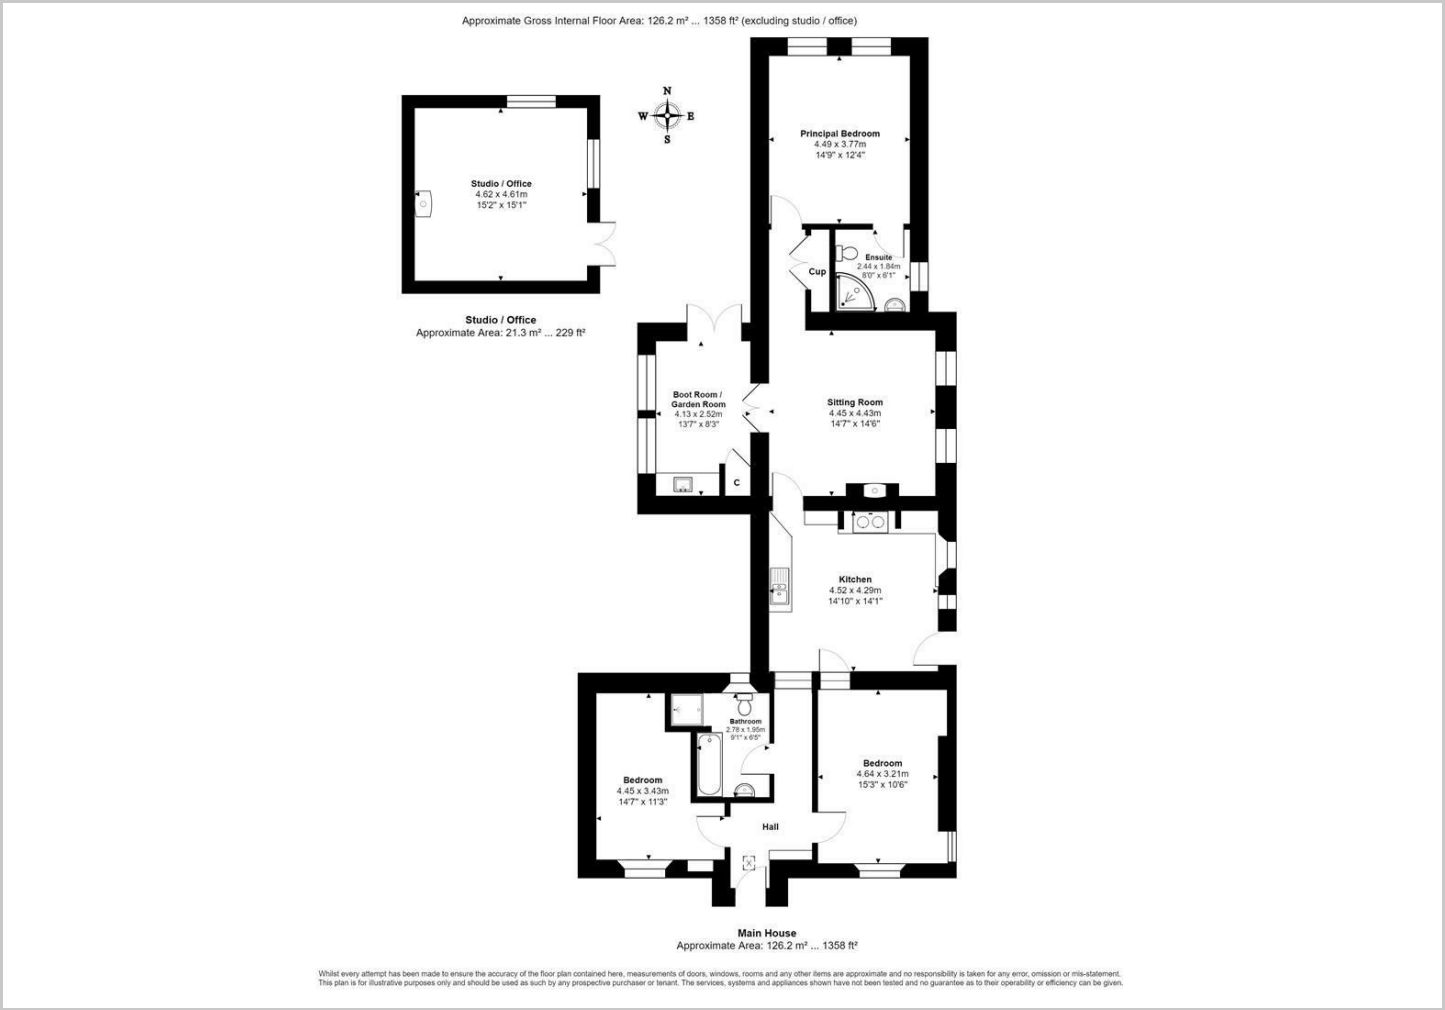 Approximate Gross Internal Floor Area: 126.2 m² ... 1358 ft² (excluding studio / office)
N
W E
S
Principal Bedroom
4.49 x 3.77m
14'9" x 12'4"
Studio / Office
4.62 x 4.61m
15'2" x 15'1"
Ensuite
2.44 x 1.84m
8'0" x 6'1"
Cup
Studio / Office
Approximate Area: 21.3 m² ... 229 ft²
Boot Room /
Garden Room
4.13 x 2.52m
13'7" x 8'3"
Sitting Room
4.45 x 4.43m
14'7" x 14'6"
C
Kitchen
4.52 x 4.29m
14'10" x 14'1"
Bathroom
2.78 x 1.95m
9'1" x 6'5"
Bedroom
4.45 x 3.43m
14'7" x 11'3"
Bedroom
4.64 x 3.21m
15'3" x 10'6"
Hall
Main House
Approximate Area: 126.2 m² ... 1358 ft²
Whilst every attempt has been made to ensure the accuracy of the floor plan contained here, measurements of doors, windows, rooms and any other items are approximate and no responsibility is taken for any error, omission or mis-statement.
This plan is for illustrative purposes only and should be used as such by any prospective purchaser or tenant. The services, systems and appliances shown have not been tested and no guarantee as to their operability or efficiency can be given.